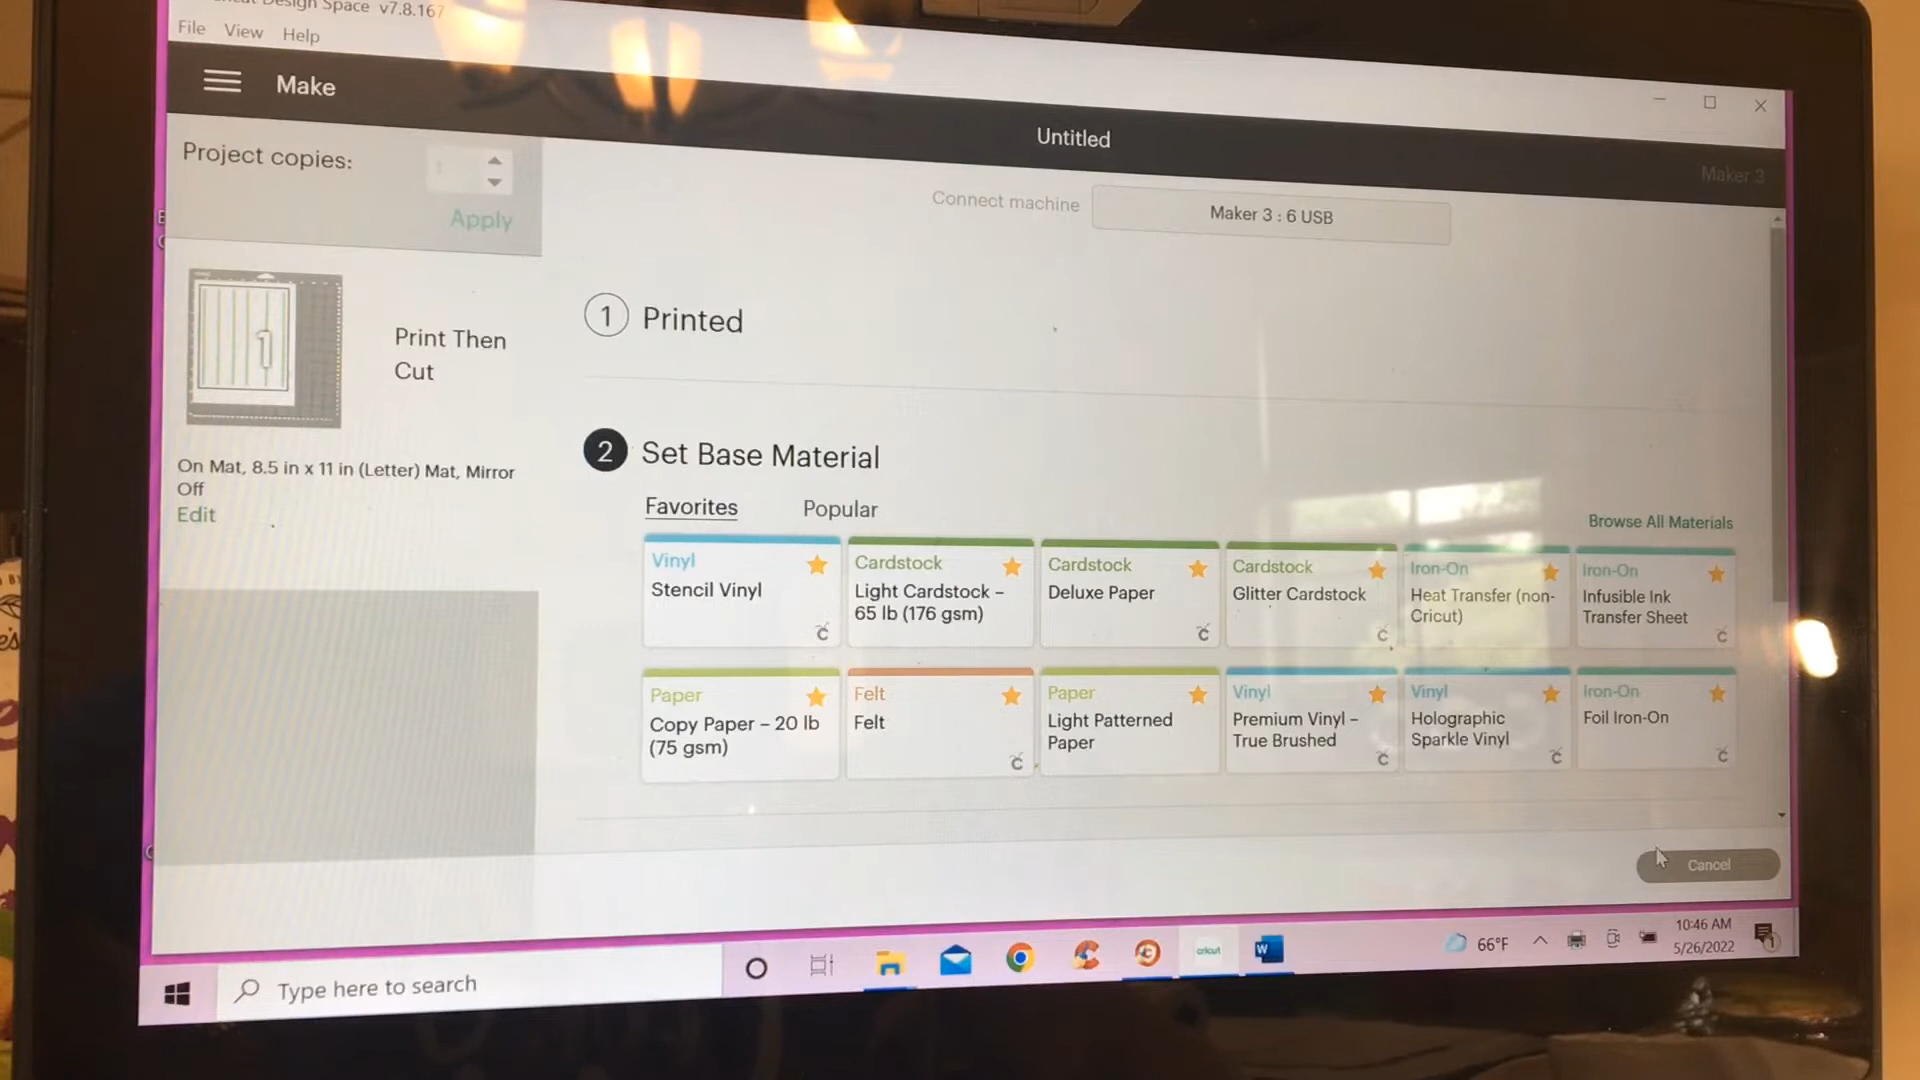 Design Space v7.8.167
File View Help
Make
Untitled
Maker 3
Project copies:
Apply
Connect machine
Maker 3 : 6 USB
Print Then
Cut
On Mat, 8.5 in x 11 in (Letter) Mat, Mirror
Off
Edit
1 Printed
2 Set Base Material
Favorites Popular
Browse All Materials
Vinyl
Stencil Vinyl
Cardstock
Light Cardstock –
65 lb (176 gsm)
Cardstock
Deluxe Paper
Cardstock
Glitter Cardstock
Iron-On
Heat Transfer (non-
Cricut)
Iron-On
Infusible Ink
Transfer Sheet
Paper
Copy Paper – 20 lb
(75 gsm)
Felt
Felt
Paper
Light Patterned
Paper
Vinyl
Premium Vinyl –
True Brushed
Vinyl
Holographic
Sparkle Vinyl
Iron-On
Foil Iron-On
Cancel
Type here to search
cricut
W
66°F
10:46 AM
5/26/2022
1